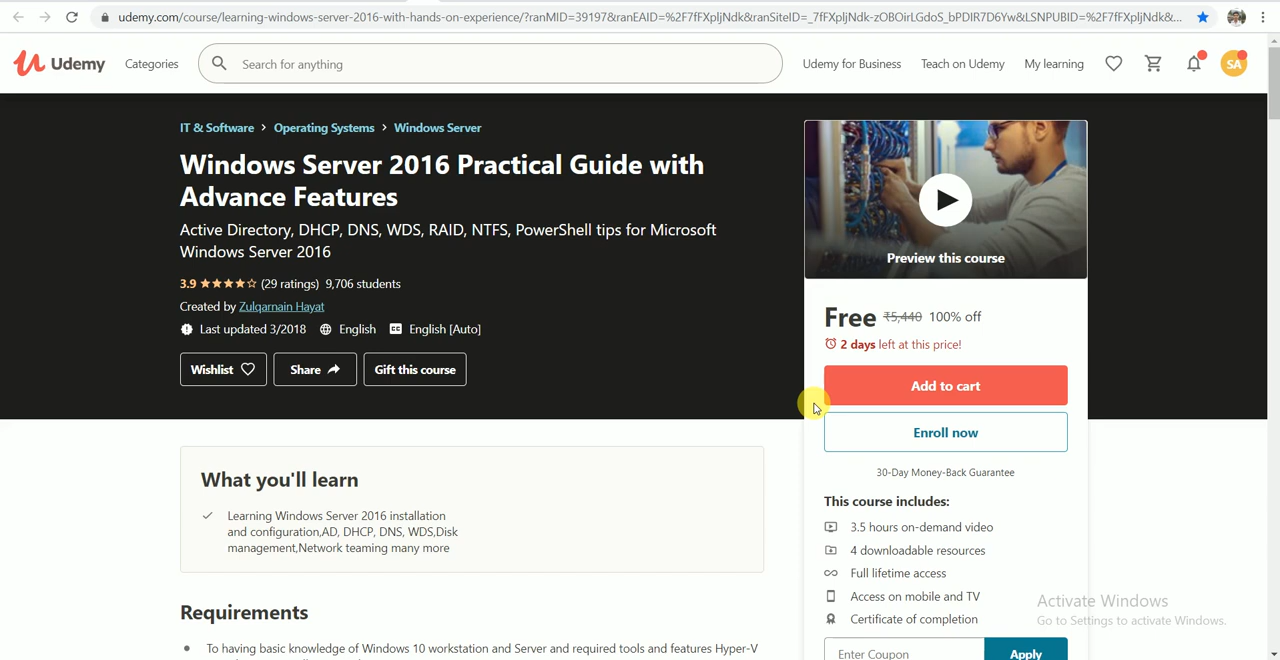 udemy.com/course/learning-windows-server-2016-with-hands-on-experience/?ranMID=39197&ranEAID=%2F7fFXpljNdk&ranSiteID=_7fFXpljNdk-zOBOirLGdoS_bPDIR7D6Yw&LSNPUBID=%2F7fFXpljNdk&...
Udemy Categories Search for anything Udemy for Business Teach on Udemy My learning SA
IT & Software > Operating Systems > Windows Server
Windows Server 2016 Practical Guide with
Advance Features
Active Directory, DHCP, DNS, WDS, RAID, NTFS, PowerShell tips for Microsoft
Windows Server 2016
3.9 (29 ratings) 9,706 students
Created by Zulqarnain Hayat
Last updated 3/2018 English CC English [Auto]
Wishlist Share Gift this course
Preview this course
Free ₹5,440 100% off
2 days left at this price!
Add to cart
Enroll now
30-Day Money-Back Guarantee
This course includes:
3.5 hours on-demand video
4 downloadable resources
Full lifetime access
Access on mobile and TV
Certificate of completion
Enter Coupon Apply
What you'll learn
Learning Windows Server 2016 installation
and configuration,AD, DHCP, DNS, WDS,Disk
management,Network teaming many more
Requirements
To having basic knowledge of Windows 10 workstation and Server and required tools and features Hyper-V
Activate Windows
Go to Settings to activate Windows.